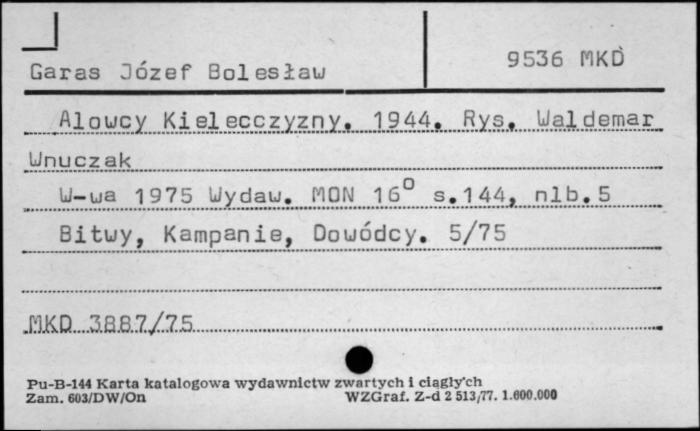 Garas Józef Bolesław
9536 MKD
Alowcy Kielecczyzny. 1944. Rys. Waldemar
Wnuczak
W-wa 1975 Wydaw. MON 16° s.144, nlb.5
Bitwy, Kampanie, Dowódcy. 5/75
MKD 3887/75
Pu-B-144 Karta katalogowa wydawnictw zwartych i ciągłych
Zam. 603/DW/On WZGraf. Z-d 2 513/77. 1.600.000